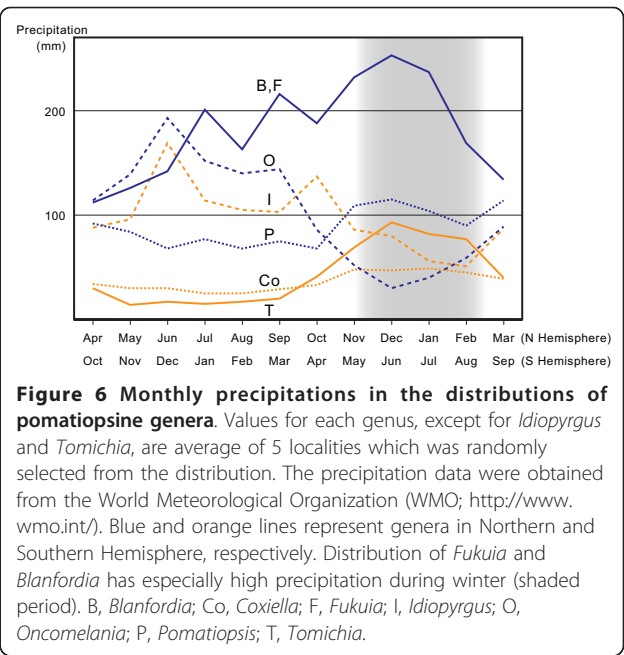 Precipitation
(mm)
B,F
200
O
I
100
P
Co
T
Apr May Jun Jul Aug Sep Oct Nov Dec Jan Feb Mar (N Hemisphere)
Oct Nov Dec Jan Feb Mar Apr May Jun Jul Aug Sep (S Hemisphere)
Figure 6 Monthly precipitations in the distributions of
pomatiopsine genera. Values for each genus, except for Idiopyrgus
and Tomichia, are average of 5 localities which was randomly
selected from the distribution. The precipitation data were obtained
from the World Meteorological Organization (WMO; http://www.
wmo.int/). Blue and orange lines represent genera in Northern and
Southern Hemisphere, respectively. Distribution of Fukuia and
Blanfordia has especially high precipitation during winter (shaded
period). B, Blanfordia; Co, Coxiella; F, Fukuia; I, Idiopyrgus; O,
Oncomelania; P, Pomatiopsis; T, Tomichia.